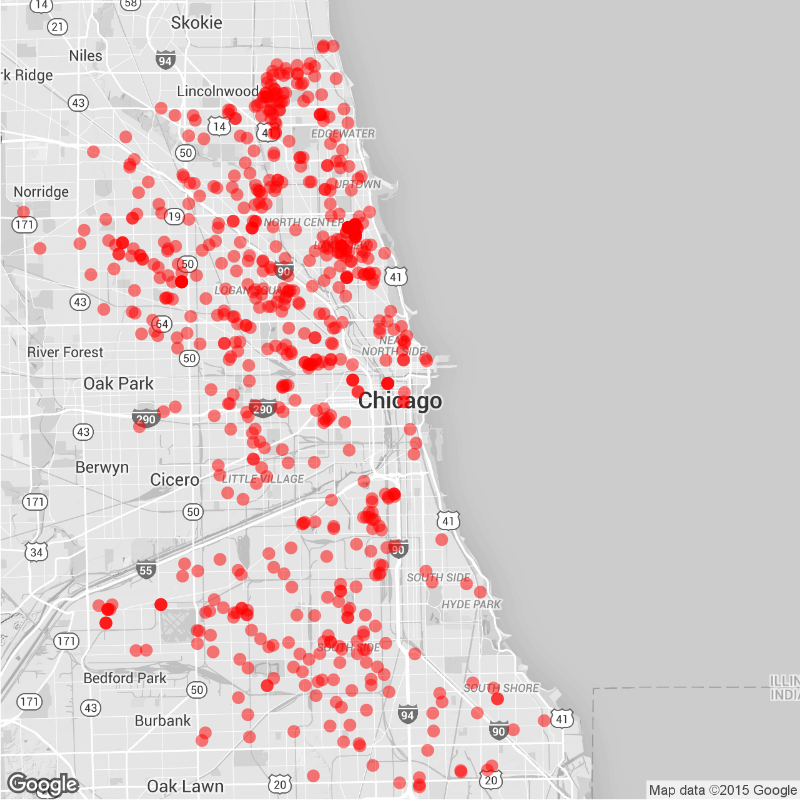 14
58
Skokie
21
Niles
94
rk Ridge
Lincolnwood
43
14
41
EDGEWATER
50
UPTOWN
Norridge
19
171
NORTH CENTER
50
90
41
LOGAN SQUARE
43
64
NEAR
NORTH SIDE
River Forest
50
Oak Park
290
290
Chicago
43
Berwyn
Cicero
LITTLE VILLAGE
171
50
41
34
90
55
SOUTH SIDE
HYDE PARK
171
SOUTH SIDE
Bedford Park
50
SOUTH SHORE
ILLIN
INDIA
171
43
94
41
Burbank
90
Oak Lawn
20
20
Google
Map data ©2015 Google